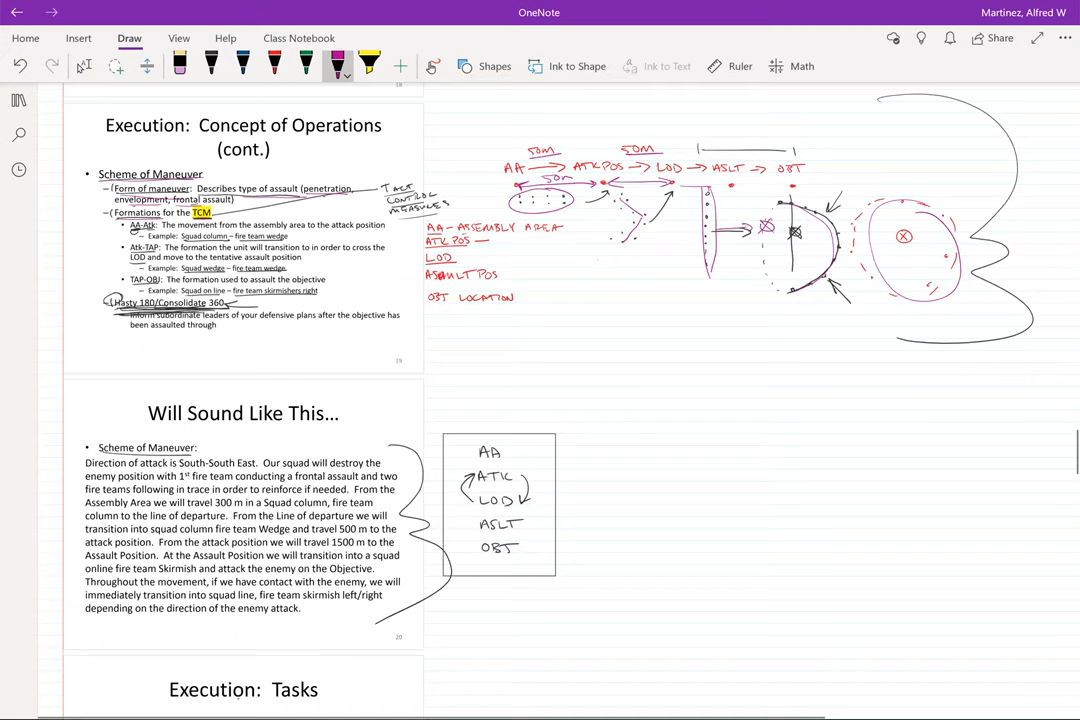 OneNote
Martinez, Alfred W
Home Insert Draw View Help Class Notebook
Share
Shapes Ink to Shape Ink to Text Ruler Math
18
Execution: Concept of Operations
(cont.)
• Scheme of Maneuver
– Form of maneuver: Describes type of assault (penetration,
envelopment, frontal assault)
– Formations for the TCM
• AA-Atk: The movement from the assembly area to the attack
position
– Example: Squad column – fire team wedge
• Atk-TAP: The formation the unit will transition to in order to cross the
LOD and move to the tentative assault position
– Example: Squad wedge – fire team wedge
• TAP-OBJ: The formation used to assault the objective
– Example: Squad on line – fire team skirmishers right
– Hasty 180/Consolidate 360
• Inform subordinate leaders of your defensive plans after the objective has
been assaulted through
19
TACT
CONTROL
MEASURES
50M 50M
AA → ATK POS → LOD → ASLT → OBT
50M
AA - ASSEMBLY AREA
ATK POS —
LOD
ASSAULT POS
OBT LOCATION
Will Sound Like This…
• Scheme of Maneuver:
Direction of attack is South-South East. Our squad will destroy the
enemy position with 1st fire team conducting a frontal assault and two
fire teams following in trace in order to reinforce if needed. From the
Assembly Area we will travel 300 m in a Squad column, fire team
column to the line of departure. From the Line of departure we will
transition into squad column fire team Wedge and travel 500 m to the
attack position. From the attack position we will travel 1500 m to the
Assault Position. At the Assault Position we will transition into a squad
online fire team Skirmish and attack the enemy on the Objective.
Throughout the movement, if we have contact with the enemy, we will
immediately transition into squad line, fire team skirmish left/right
depending on the direction of the enemy attack.
20
AA
ATK
LOD
ASLT
OBJ
Execution: Tasks